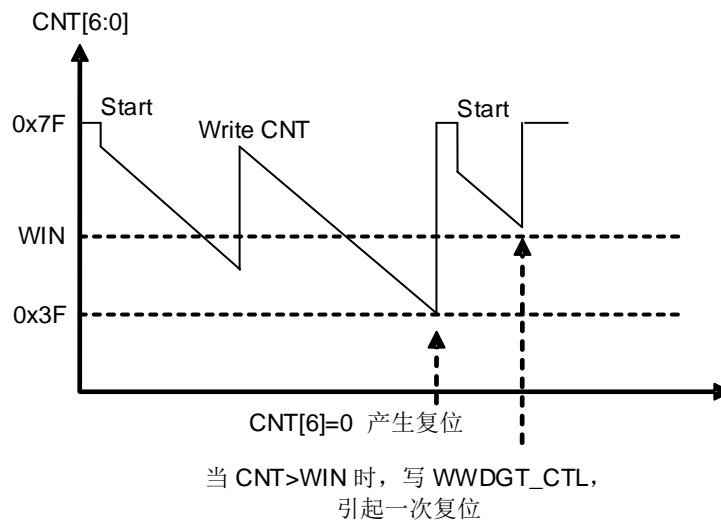 CNT[6:0]
Start
Start
0x7F
Write CNT
WIN
0x3F
CNT[6]=0 产生复位
当 CNT>WIN 时，写 WWDGT_CTL，
引起一次复位